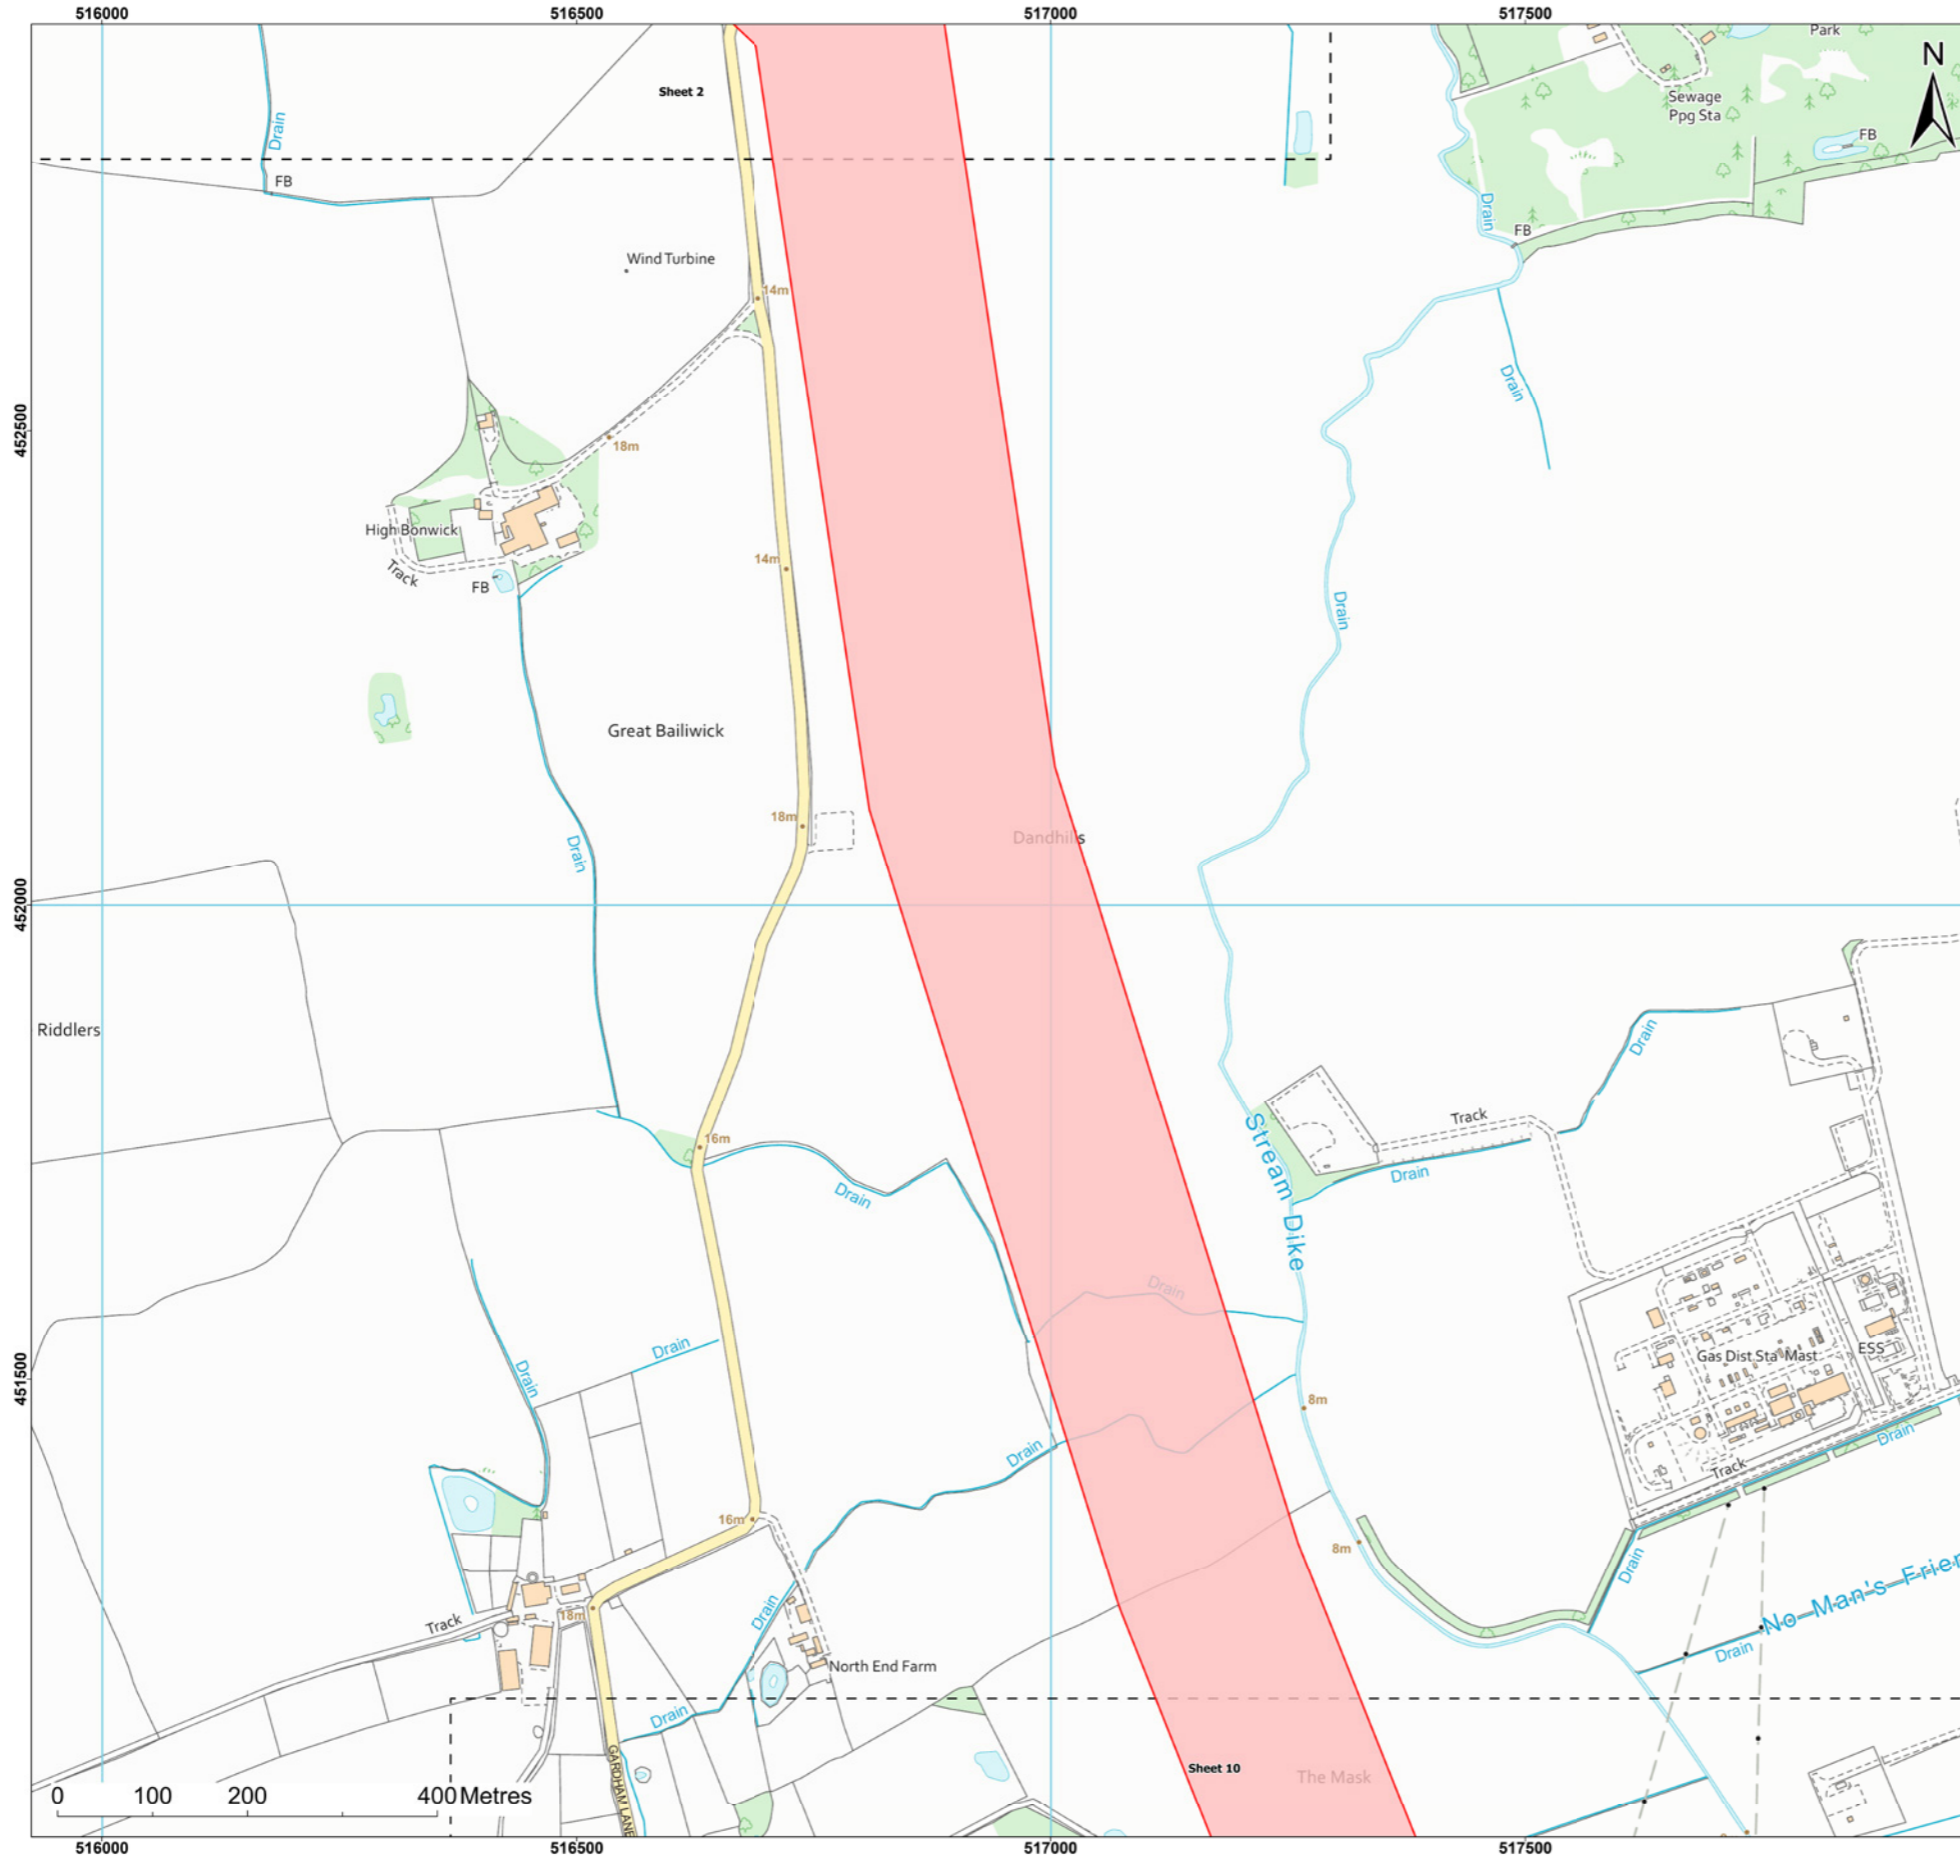 516000 516500 517000 517500
Park
N
Sheet 2
Sewage
Ppg Sta
Drain
FB
FB
Drain
FB
Wind Turbine
14m
Drain
452500
18m
High Bonwick
14m
Track
FB
Drain
Great Bailiwick
18m
Dandhills
Drain
452000
Riddlers
Drain
Track
16m
Stream Dike
Drain
Drain
Drain
Drain
Gas Dist Sta Mast
ESS
451500
Drain
8m
Drain
Drain
Track
16m
8m
Drain
No Man's Frien
Drain
Drain
18m
Track
North End Farm
Drain
Drain
GARDHAM LANE
Sheet 10
The Mask
0 100 200 400 Metres
516000 516500 517000 517500